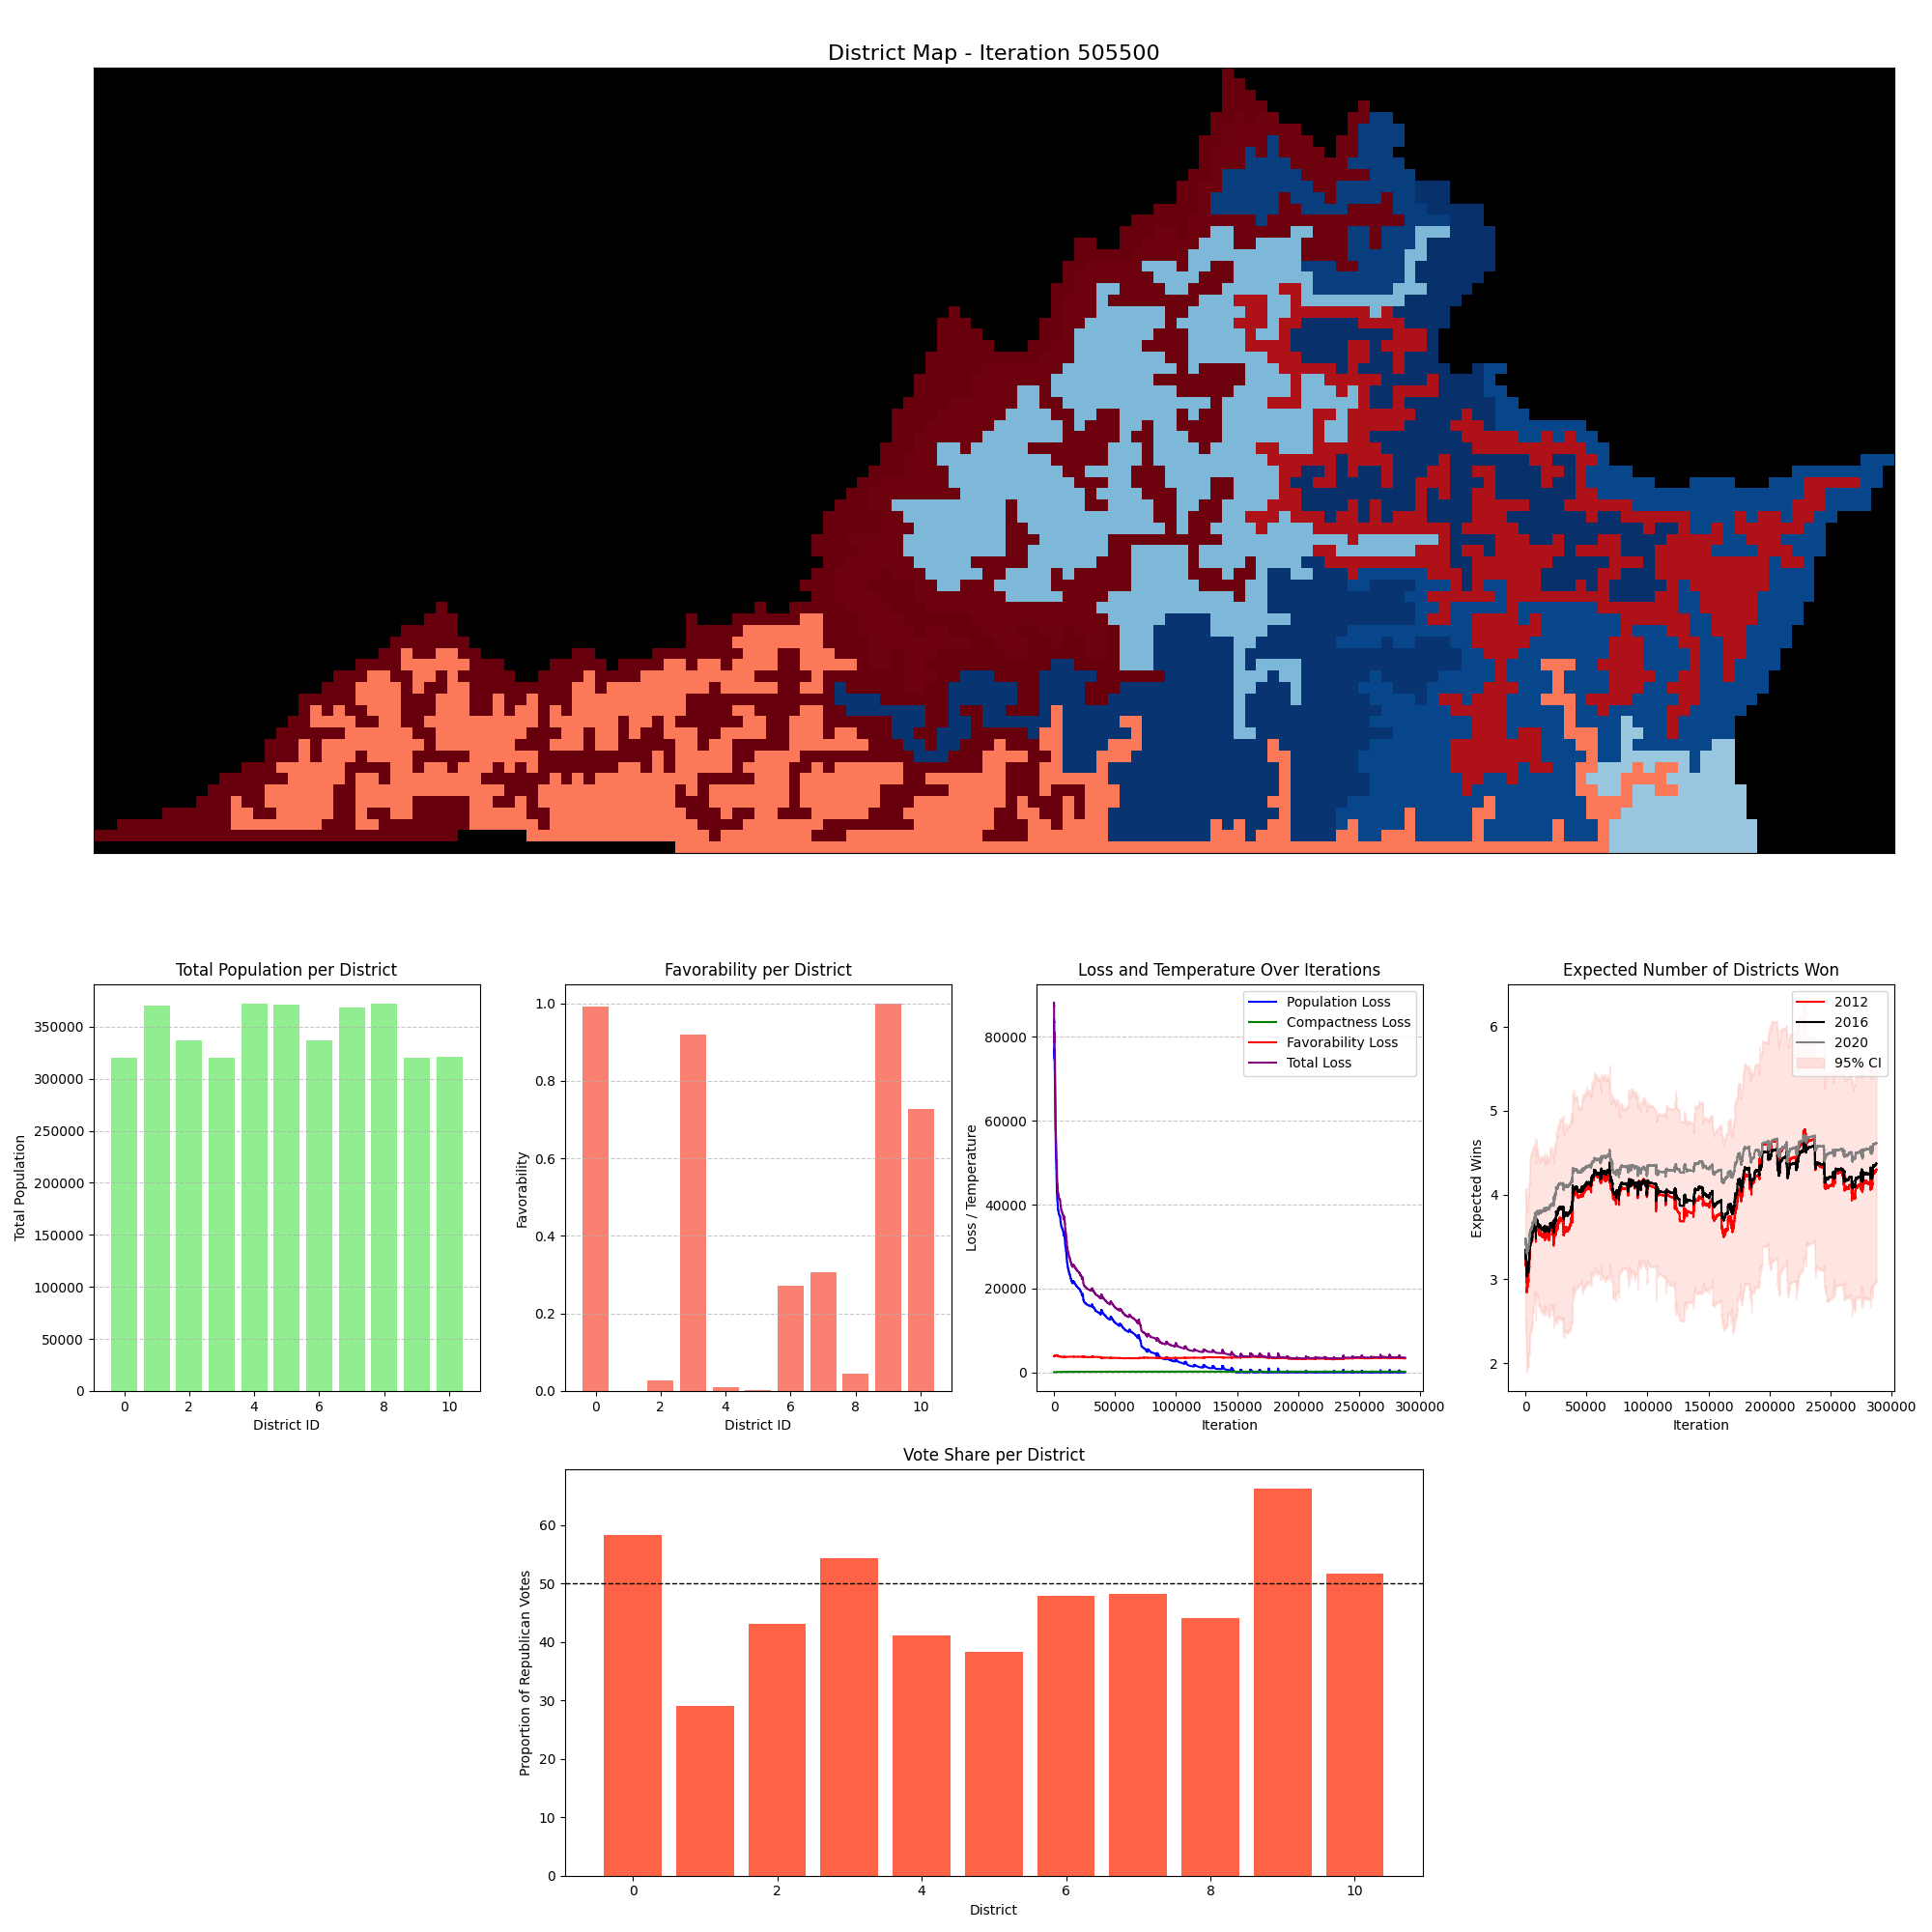 District Map - Iteration 505500
Total Population per District
Total Population
350000
300000
250000
200000
150000
100000
50000
0
0 2 4 6 8 10
District ID
Favorability per District
Favorability
1.0
0.8
0.6
0.4
0.2
0.0
0 2 4 6 8 10
District ID
Loss and Temperature Over Iterations
Loss / Temperature
80000
60000
40000
20000
0
Population Loss
Compactness Loss
Favorability Loss
Total Loss
0 50000 100000 150000 200000 250000 300000
Iteration
Expected Number of Districts Won
Expected Wins
6
5
4
3
2
2012
2016
2020
95% CI
0 50000 100000 150000 200000 250000 300000
Iteration
Vote Share per District
Proportion of Republican Votes
60
50
40
30
20
10
0
0 2 4 6 8 10
District